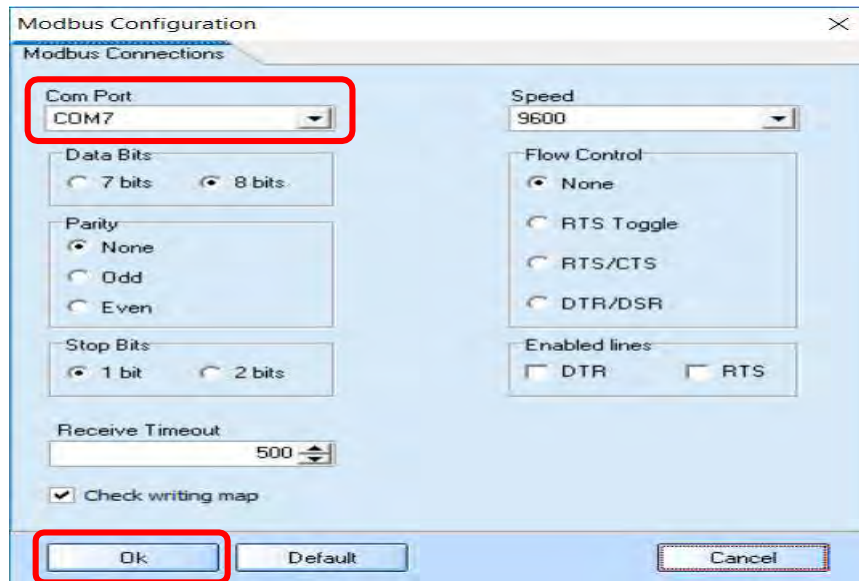 Modbus Configuration
Modbus Connections
Com Port
COM7
Speed
9600
Data Bits
7 bits 8 bits
Flow Control
None
RTS Toggle
RTS/CTS
DTR/DSR
Parity
None
Odd
Even
Stop Bits
1 bit 2 bits
Enabled lines
DTR RTS
Receive Timeout
500
Check writing map
Ok Default Cancel